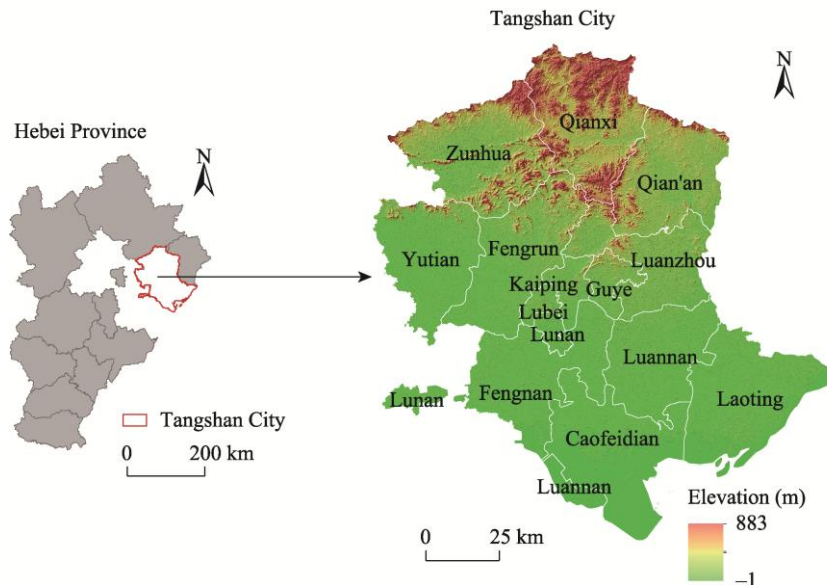 Tangshan City
N
Hebei Province
N
Qianxi
Zunhua
Qian'an
Yutian
Fengrun
Luanzhou
Kaiping
Guye
Lubei
Lunan
Luannan
Lunan
Fengnan
Laoting
Tangshan City
Caofeidian
0 200 km
Luannan
Elevation (m)
883
–1
0 25 km